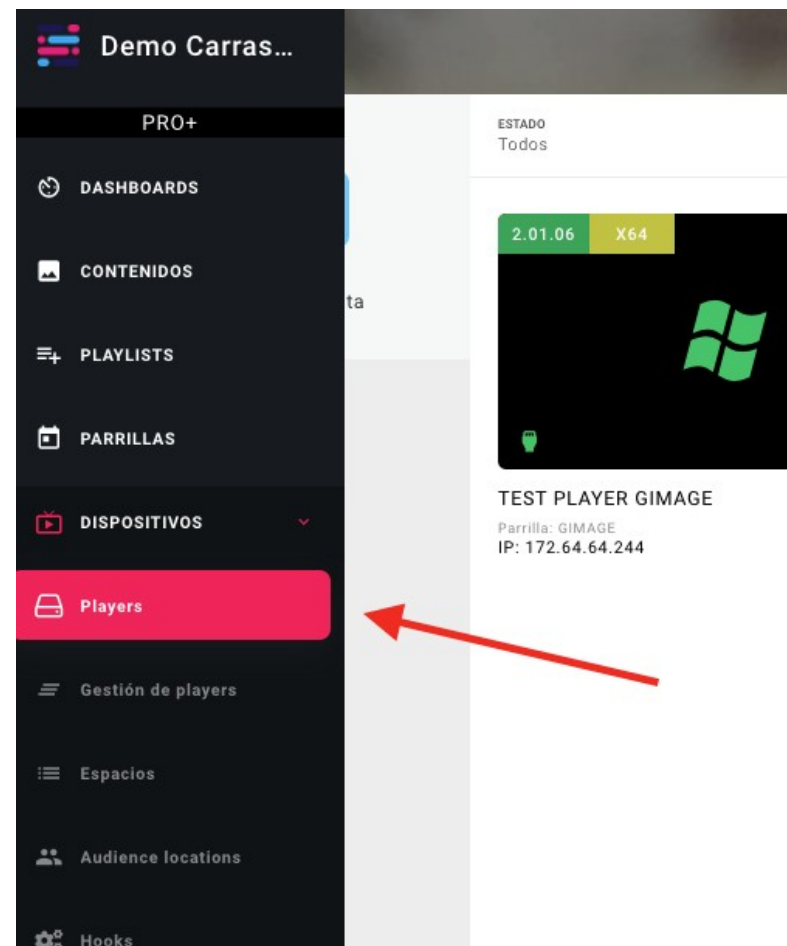 Demo Carras...
PRO+
DASHBOARDS
CONTENIDOS
PLAYLISTS
PARRILLAS
DISPOSITIVOS
Players
Gestión de players
Espacios
Audience locations
Hooks
ta
ESTADO
Todos
2.01.06 X64
TEST PLAYER GIMAGE
Parrilla: GIMAGE
IP: 172.64.64.244